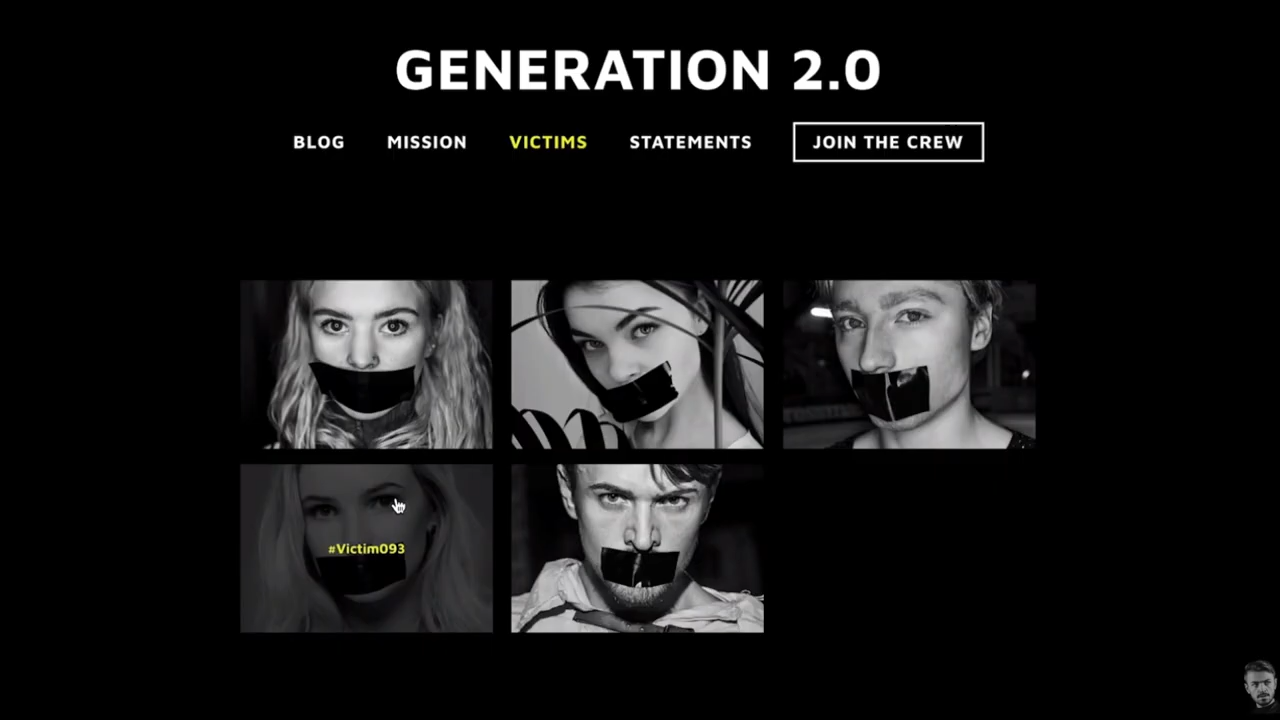 GENERATION 2.0
BLOG MISSION VICTIMS STATEMENTS JOIN THE CREW
#Victim093